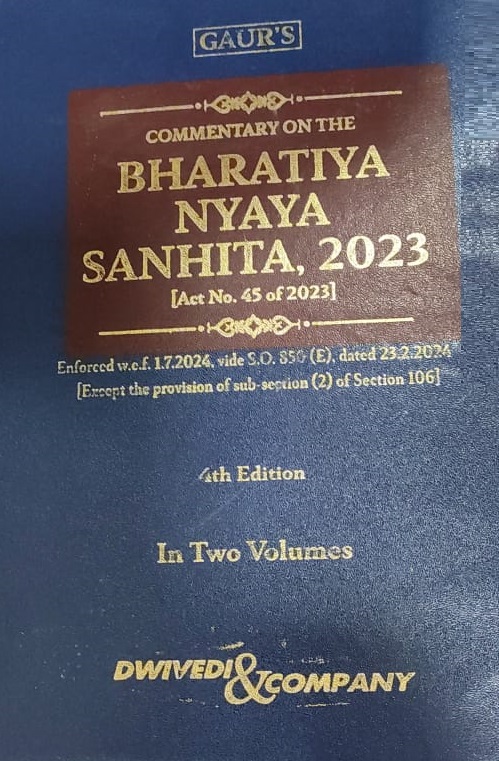 GAUR'S
COMMENTARY ON THE
BHARATIYA
NYAYA
SANHITA, 2023
[Act No. 45 of 2023]
Enforced w.e.f. 1.7.2024, vide S.O. 850 (E), dated 23.2.2024
[Except the provision of sub-section (2) of Section 106]
4th Edition
In Two Volumes
DWIVEDI&COMPANY